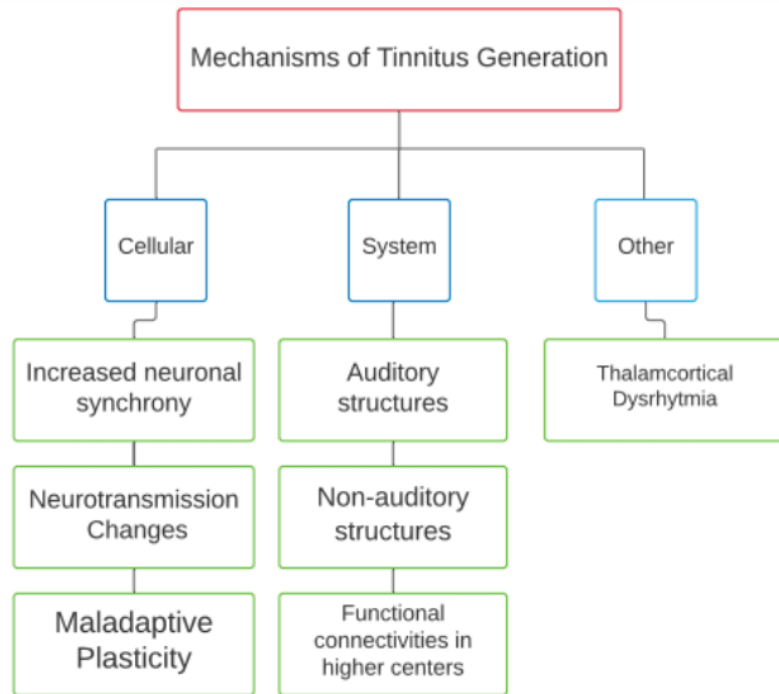 Mechanisms of Tinnitus Generation
Cellular
System
Other
Increased neuronal
synchrony
Auditory
structures
Thalamcortical
Dysrhytmia
Neurotransmission
Changes
Non-auditory
structures
Maladaptive
Plasticity
Functional
connectivities in
higher centers